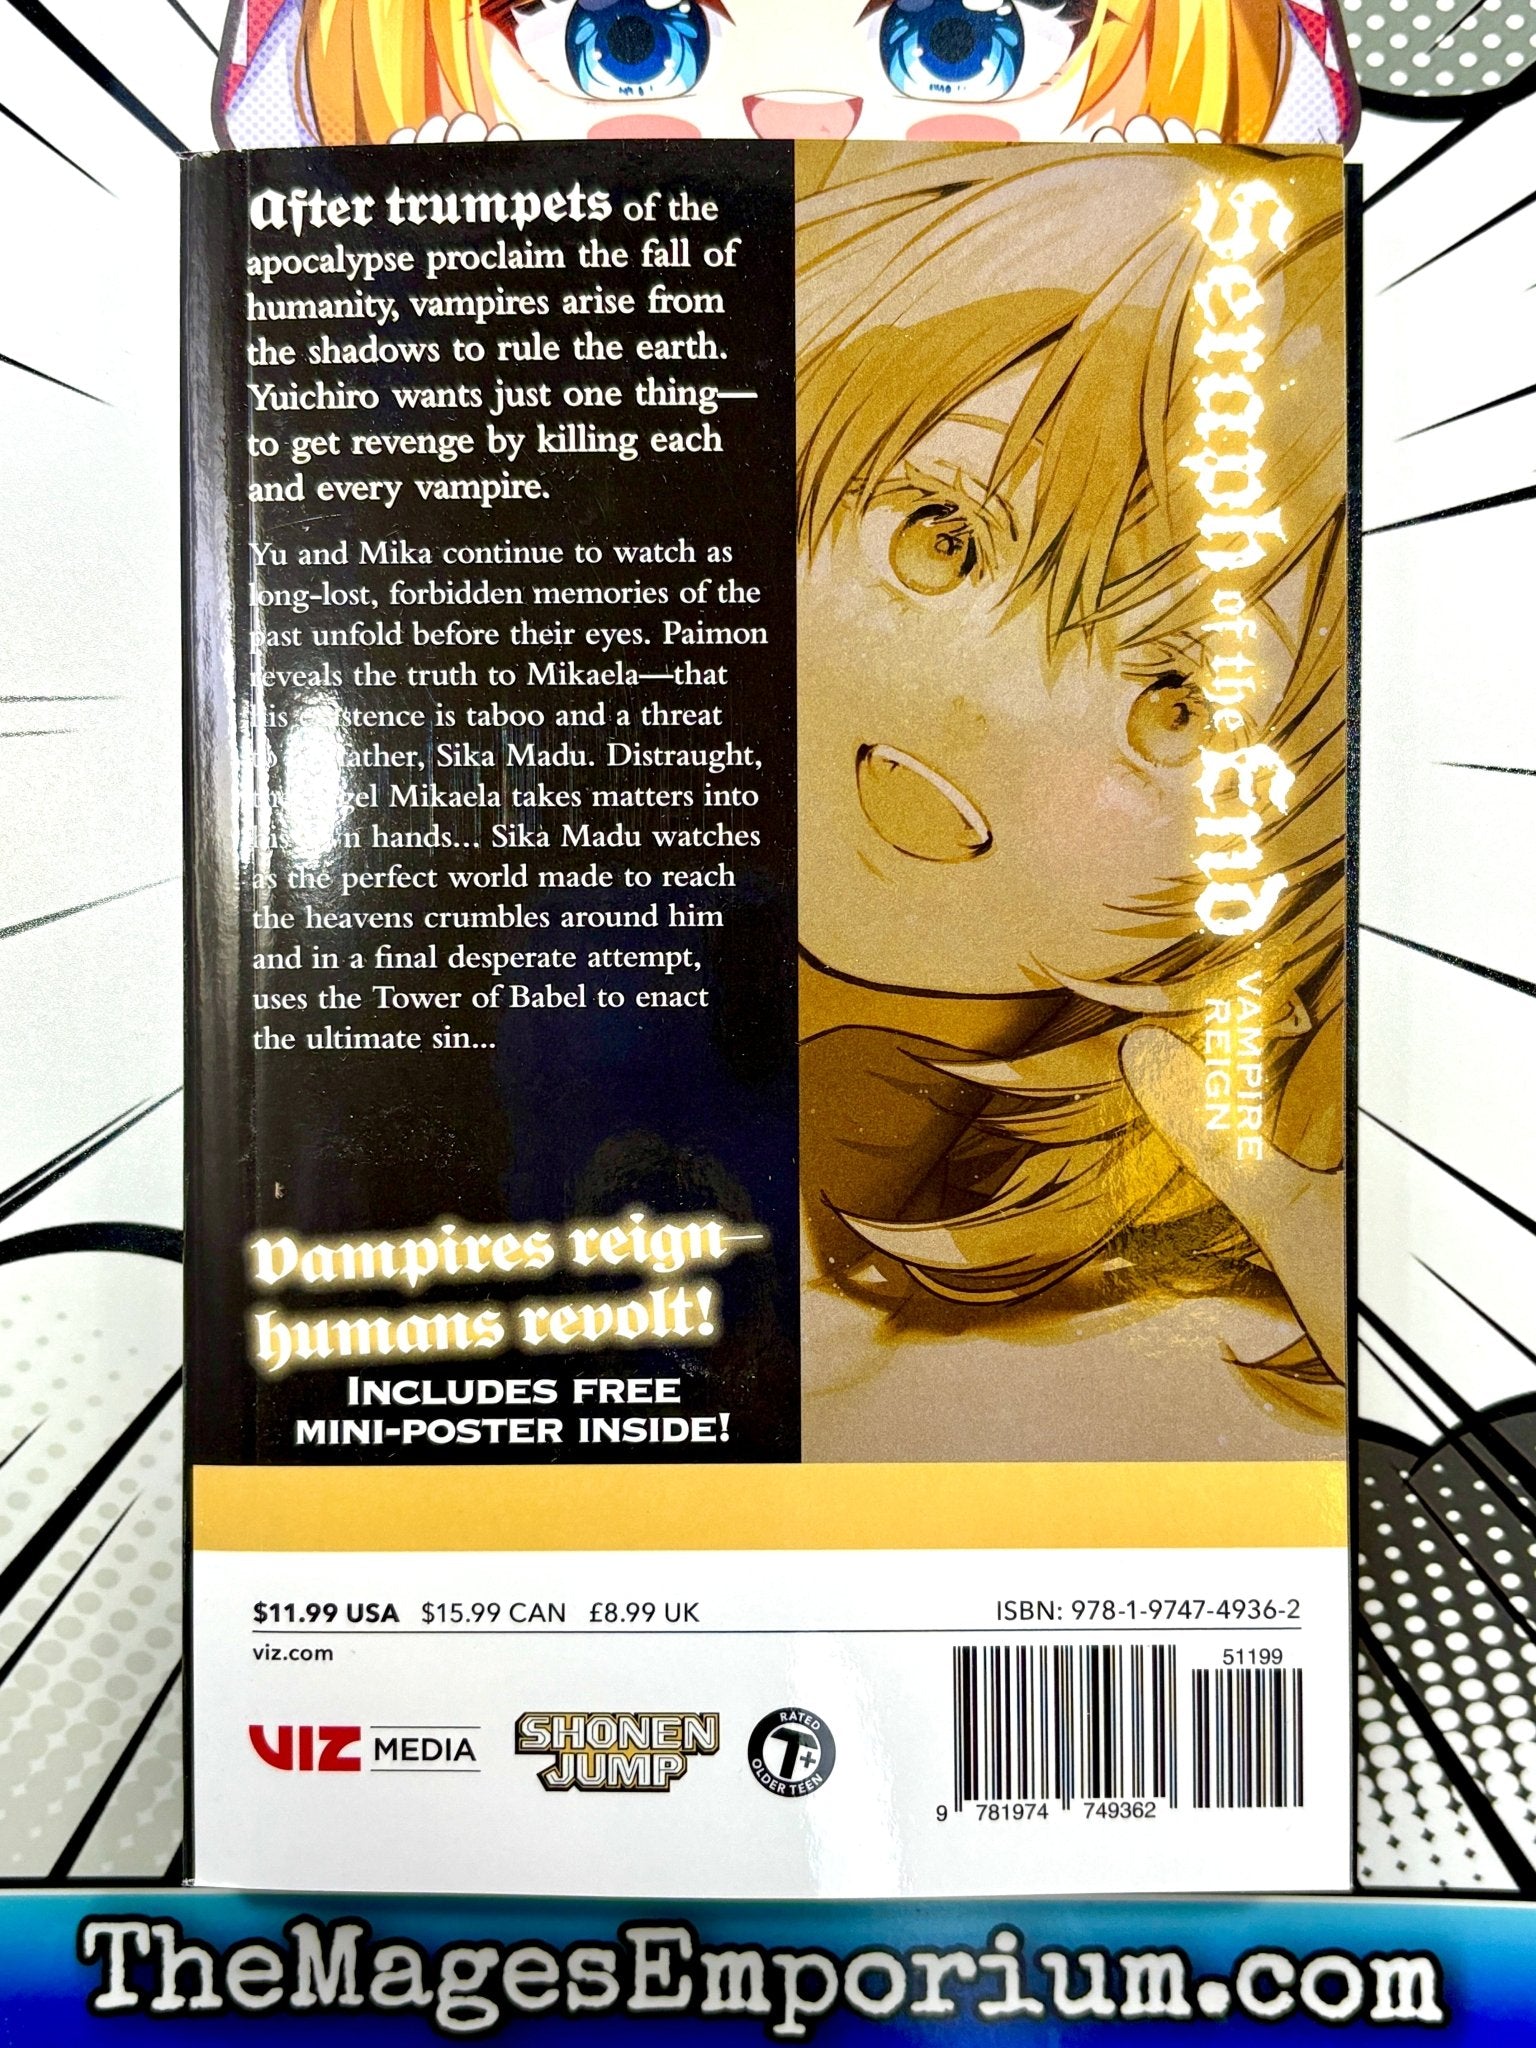 After trumpets of the
apocalypse proclaim the fall of
humanity, vampires arise from
the shadows to rule the earth.
Yuichiro wants just one thing—
to get revenge by killing each
and every vampire.
Yu and Mika continue to watch as
long-lost, forbidden memories of the
past unfold before their eyes. Paimon
reveals the truth to Mikaela—that
his existence is taboo and a threat
to father, Sika Madu. Distraught,
the angel Mikaela takes matters into
his own hands... Sika Madu watches
as the perfect world made to reach
the heavens crumbles around him
and in a final desperate attempt,
uses the Tower of Babel to enact
the ultimate sin...
Vampires reign—
humans revolt!
INCLUDES FREE
MINI-POSTER INSIDE!
Seraph of the End
VAMPIRE
REIGN
$11.99 USA $15.99 CAN £8.99 UK
ISBN: 978-1-9747-4936-2
viz.com
51199
VIZ MEDIA
SHONEN
JUMP
RATED
T+
OLDER TEEN
9 781974 749362
TheMagesEmporium.com